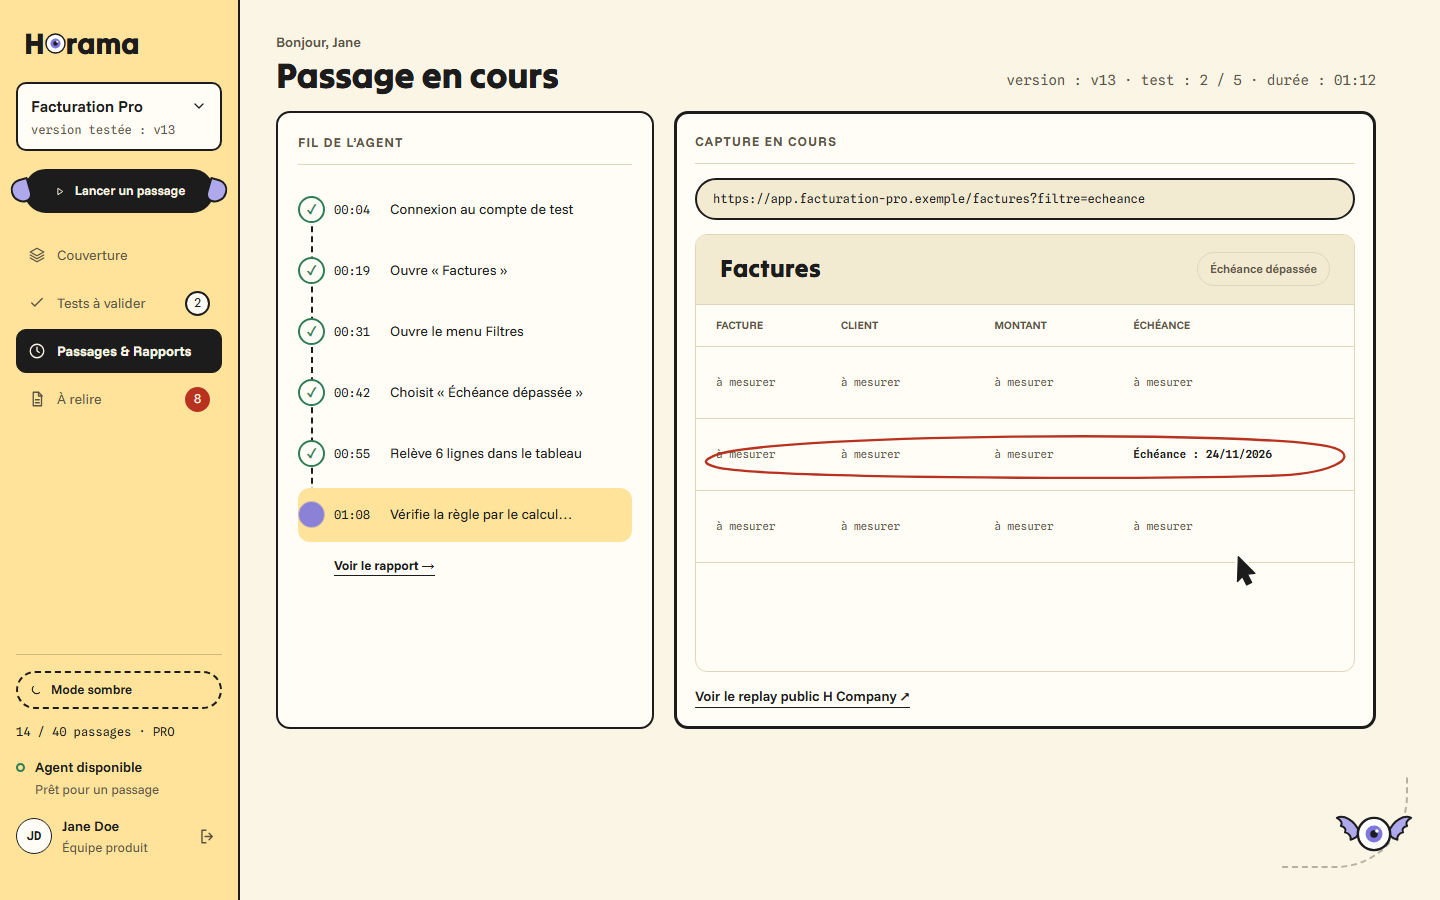 Horama
Facturation Pro
version testée : v13
Lancer un passage
Couverture
Tests à valider 2
Passages & Rapports
À relire 8
Mode sombre
14 / 40 passages · PRO
Agent disponible
Prêt pour un passage
JD
Jane Doe
Équipe produit
Bonjour, Jane
Passage en cours
version : v13 · test : 2 / 5 · durée : 01:12
FIL DE L’AGENT
00:04 Connexion au compte de test
00:19 Ouvre « Factures »
00:31 Ouvre le menu Filtres
00:42 Choisit « Échéance dépassée »
00:55 Relève 6 lignes dans le tableau
01:08 Vérifie la règle par le calcul…
Voir le rapport →
CAPTURE EN COURS
https://app.facturation-pro.exemple/factures?filtre=echeance
Factures
Échéance dépassée
FACTURE CLIENT MONTANT ÉCHÉANCE
à mesurer à mesurer à mesurer à mesurer
à mesurer à mesurer à mesurer Échéance : 24/11/2026
à mesurer à mesurer à mesurer à mesurer
Voir le replay public H Company ↗